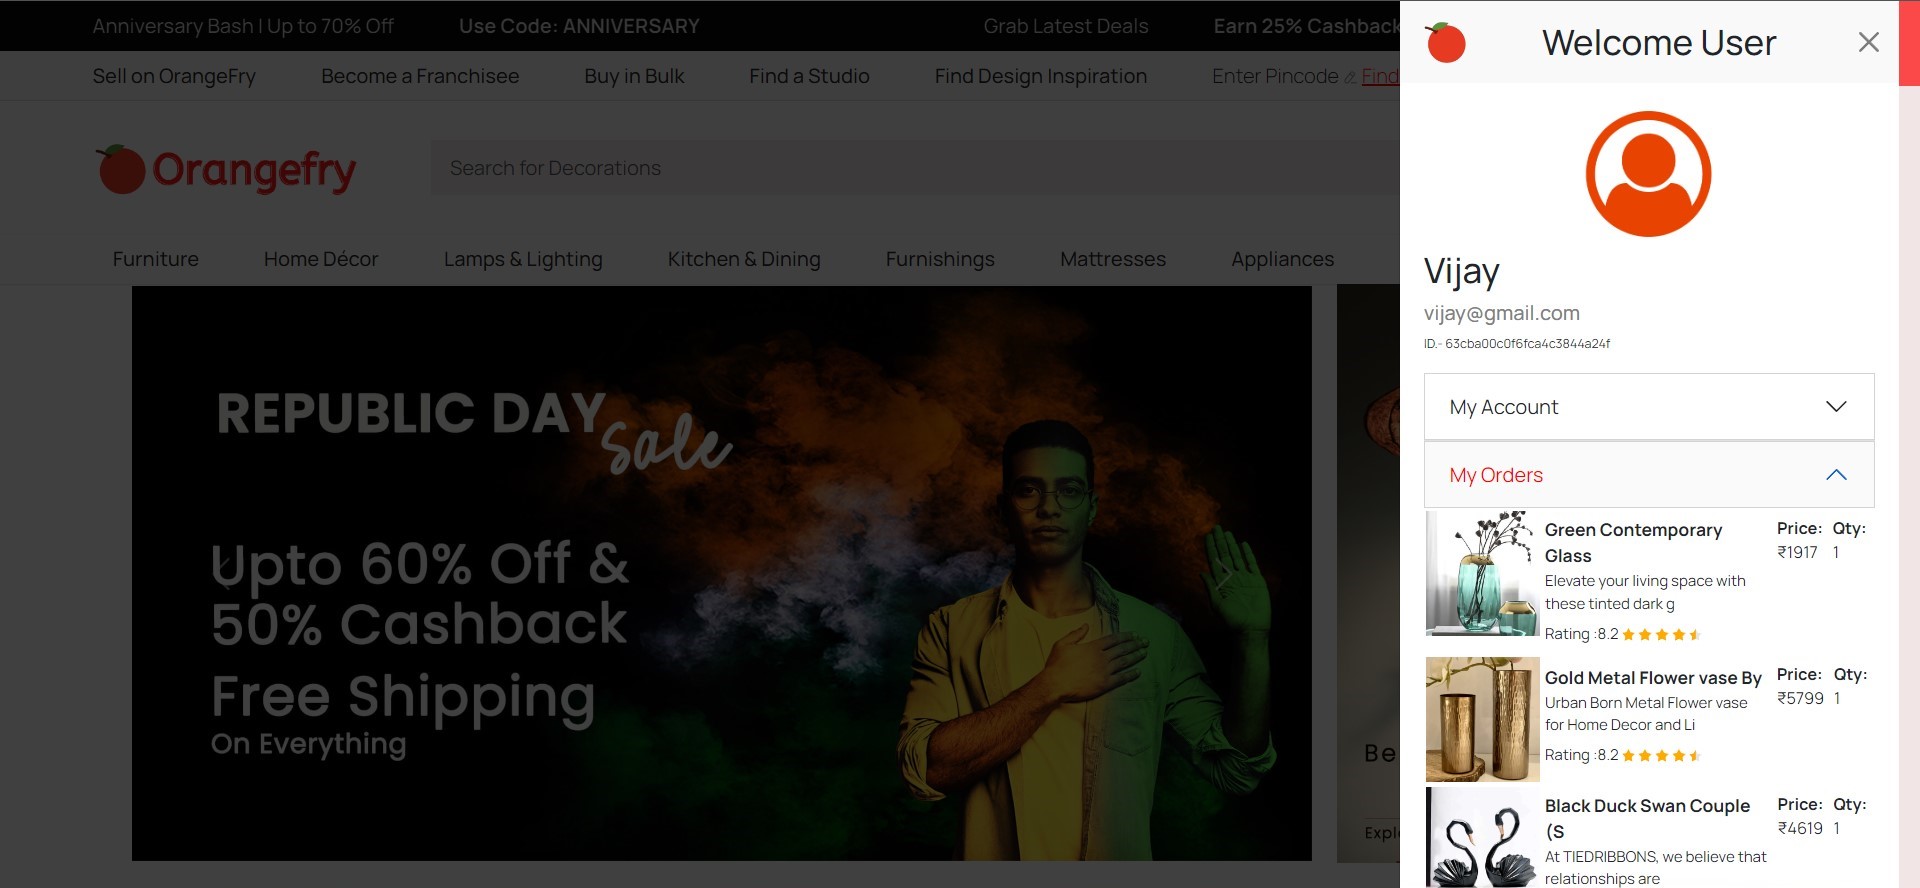 Anniversary Bash | Up to 70% Off
Use Code: ANNIVERSARY
Grab Latest Deals
Earn 25% Cashback
Sell on OrangeFry
Become a Franchisee
Buy in Bulk
Find a Studio
Find Design Inspiration
Enter Pincode Find
Orangefry
Search for Decorations
Furniture
Home Décor
Lamps & Lighting
Kitchen & Dining
Furnishings
Mattresses
Appliances
REPUBLIC DAY
Sale
Upto 60% Off &
50% Cashback
Free Shipping
On Everything
Be
Explo
Welcome User
Vijay
vijay@gmail.com
ID.- 63cba00c0f6fca4c3844a24f
My Account
My Orders
Green Contemporary
Glass
Elevate your living space with
these tinted dark g
Rating :8.2
Price: Qty:
₹1917 1
Gold Metal Flower vase By
Urban Born Metal Flower vase
for Home Decor and Li
Rating :8.2
Price: Qty:
₹5799 1
Black Duck Swan Couple
(S
At TIEDRIBBONS, we believe that
relationships are
Price: Qty:
₹4619 1